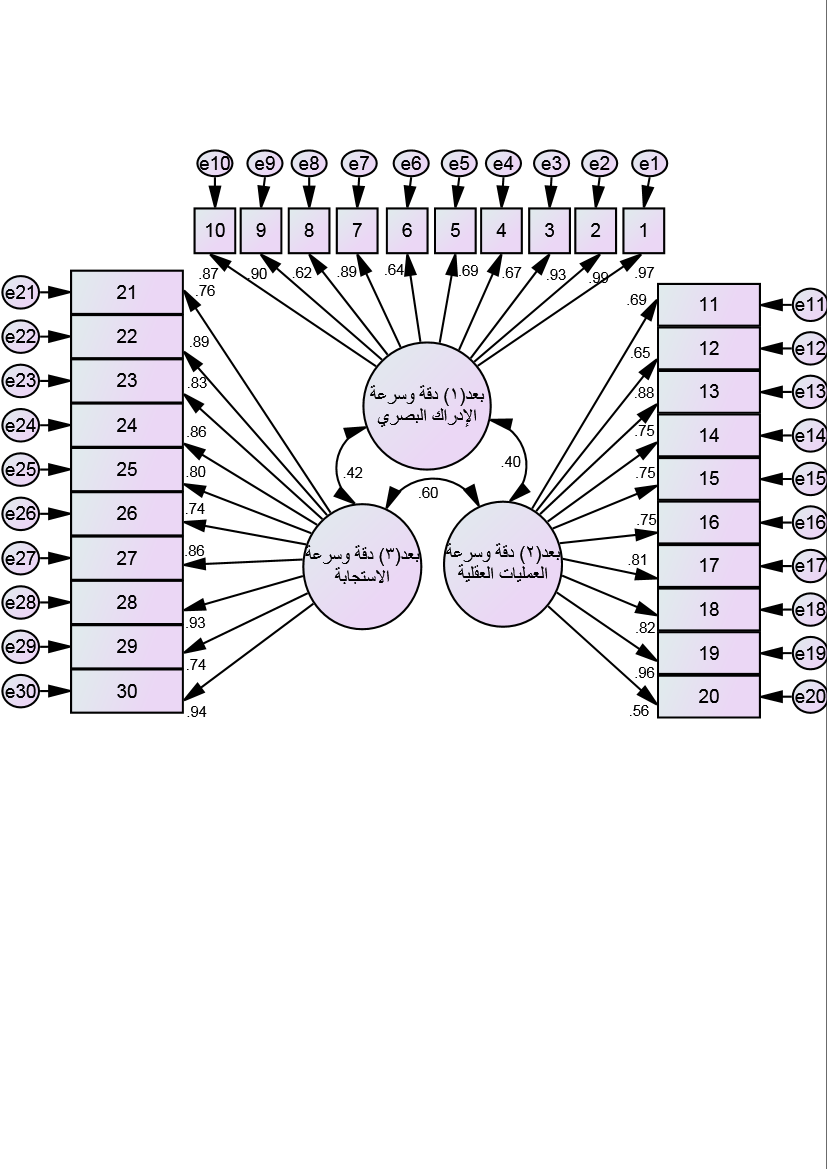 e10 e9 e8 e7 e6 e5 e4 e3 e2 e1
10 9 8 7 6 5 4 3 2 1
.87 .90 .62 .89 .64 .69 .67 .93 .99 .97
e21 21 .76
e22 22 .89
e23 23 .83
e24 24 .86
e25 25 .80
e26 26 .74
e27 27 .86
e28 28 .93
e29 29 .74
e30 30 .94
بعد(١) دقة وسرعة
الإدراك البصري
.42 .60 .40
بعد(٣) دقة وسرعة
الاستجابة
بعد(٢) دقة وسرعة
العمليات العقلية
.69 11 e11
.65 12 e12
.88 13 e13
.75 14 e14
.75 15 e15
.75 16 e16
.81 17 e17
.82 18 e18
.96 19 e19
.56 20 e20